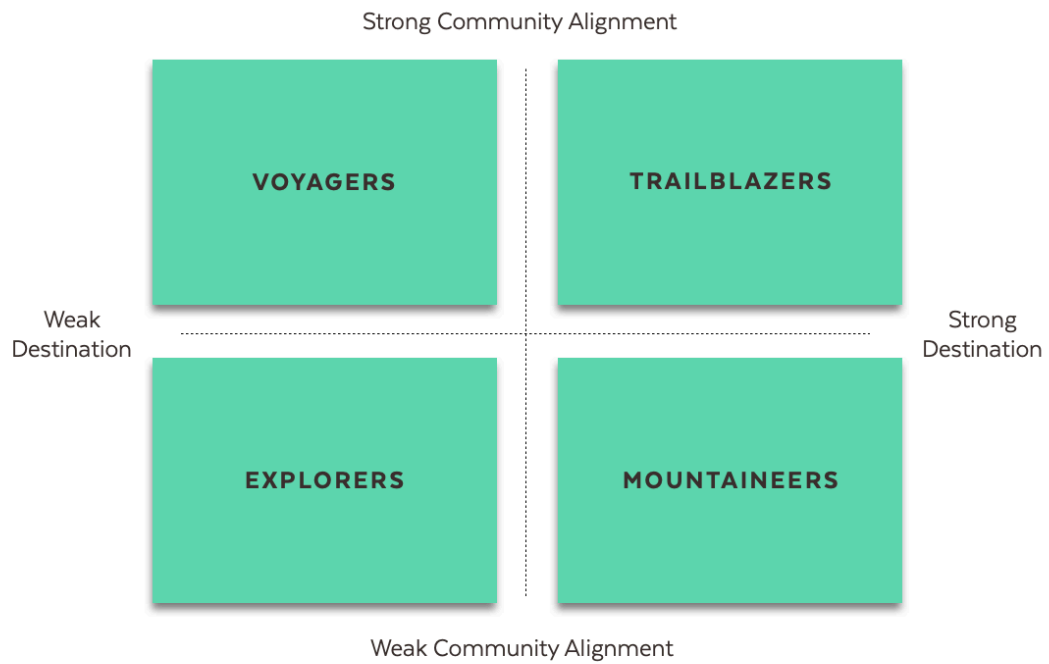 Strong Community Alignment
VOYAGERS
TRAILBLAZERS
Weak
Destination
Strong
Destination
EXPLORERS
MOUNTAINEERS
Weak Community Alignment